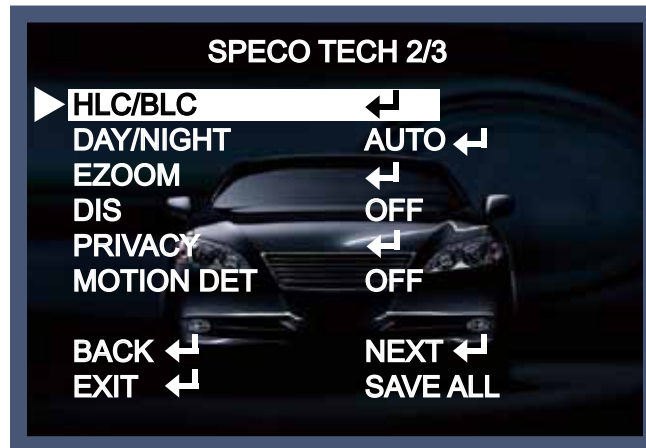 SPECO TECH 2/3
HLC/BLC ↵
DAY/NIGHT AUTO ↵
EZOOM ↵
DIS OFF
PRIVACY ↵
MOTION DET OFF
BACK ↵ NEXT ↵
EXIT ↵ SAVE ALL